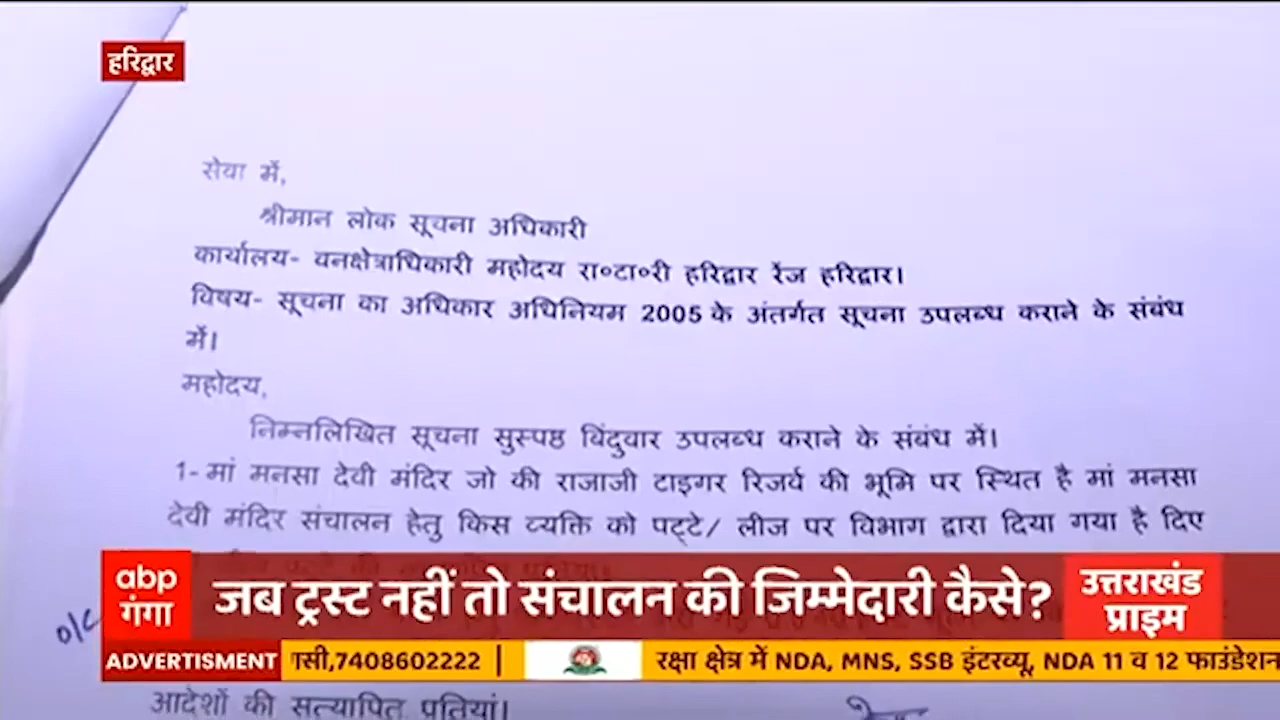 हरिद्वार
सेवा में,
श्रीमान लोक सूचना अधिकारी
कार्यालय- वनक्षेत्राधिकारी महोदय रा०टा०री हरिद्वार रेंज हरिद्वार।
विषय- सूचना का अधिकार अधिनियम 2005 के अंतर्गत सूचना उपलब्ध कराने के संबंध
में।
महोदय,
निम्नलिखित सूचना सुस्पष्ठ बिंदुवार उपलब्ध कराने के संबंध में।
1- मां मनसा देवी मंदिर जो की राजाजी टाइगर रिजर्व की भूमि पर स्थित है मां मनसा
देवी मंदिर संचालन हेतु किस व्यक्ति को पट्टे/ लीज पर विभाग द्वारा दिया गया है दिए
abp गंगा
जब ट्रस्ट नहीं तो संचालन की जिम्मेदारी कैसे?
उत्तराखंड
प्राइम
o/c
ADVERTISMENT
सी,7408602222 | रक्षा क्षेत्र में NDA, MNS, SSB इंटरव्यू, NDA 11 व 12 फाउंडेशन
आदेशों की सत्यापित प्रतियां।